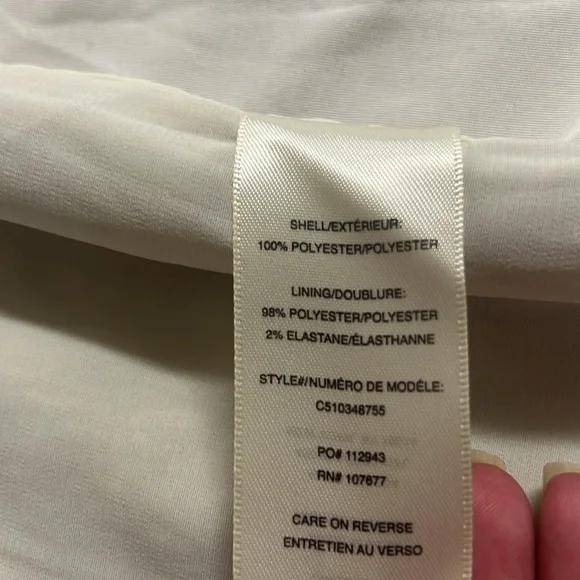 SHELL/EXTÉRIEUR:
100% POLYESTER/POLYESTER
LINING/DOUBLURE:
98% POLYESTER/POLYESTER
2% ELASTANE/ÉLASTHANNE
STYLE#/NUMÉRO DE MODÉLE:
C510348755
PO# 112943
RN# 107677
CARE ON REVERSE
ENTRETIEN AU VERSO